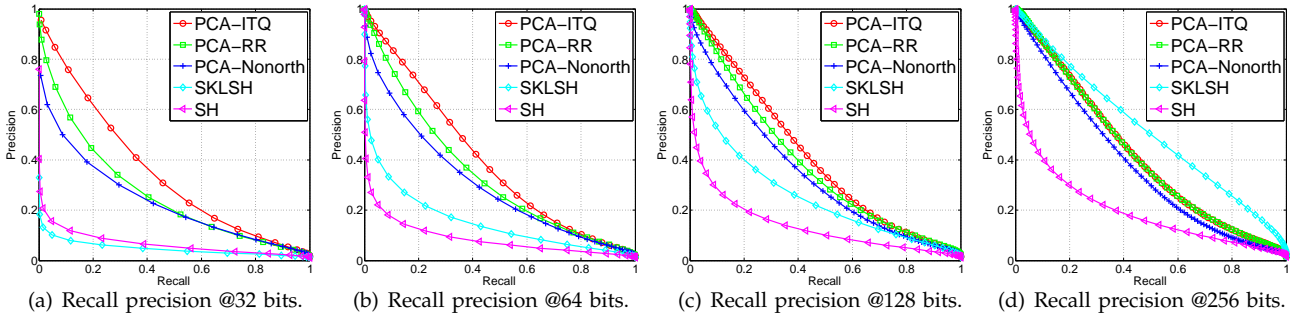 1
0.8
0.6
0.4
0.2
0
Precision
0 0.2 0.4 0.6 0.8 1
Recall
PCA−ITQ
PCA−RR
PCA−Nonorth
SKLSH
SH
(a) Recall precision @32 bits.
1
0.8
0.6
0.4
0.2
0
Precision
0 0.2 0.4 0.6 0.8 1
Recall
PCA−ITQ
PCA−RR
PCA−Nonorth
SKLSH
SH
(b) Recall precision @64 bits.
1
0.8
0.6
0.4
0.2
0
Precision
0 0.2 0.4 0.6 0.8 1
Recall
PCA−ITQ
PCA−RR
PCA−Nonorth
SKLSH
SH
(c) Recall precision @128 bits.
1
0.8
0.6
0.4
0.2
0
Precision
0 0.2 0.4 0.6 0.8 1
Recall
PCA−ITQ
PCA−RR
PCA−Nonorth
SKLSH
SH
(d) Recall precision @256 bits.